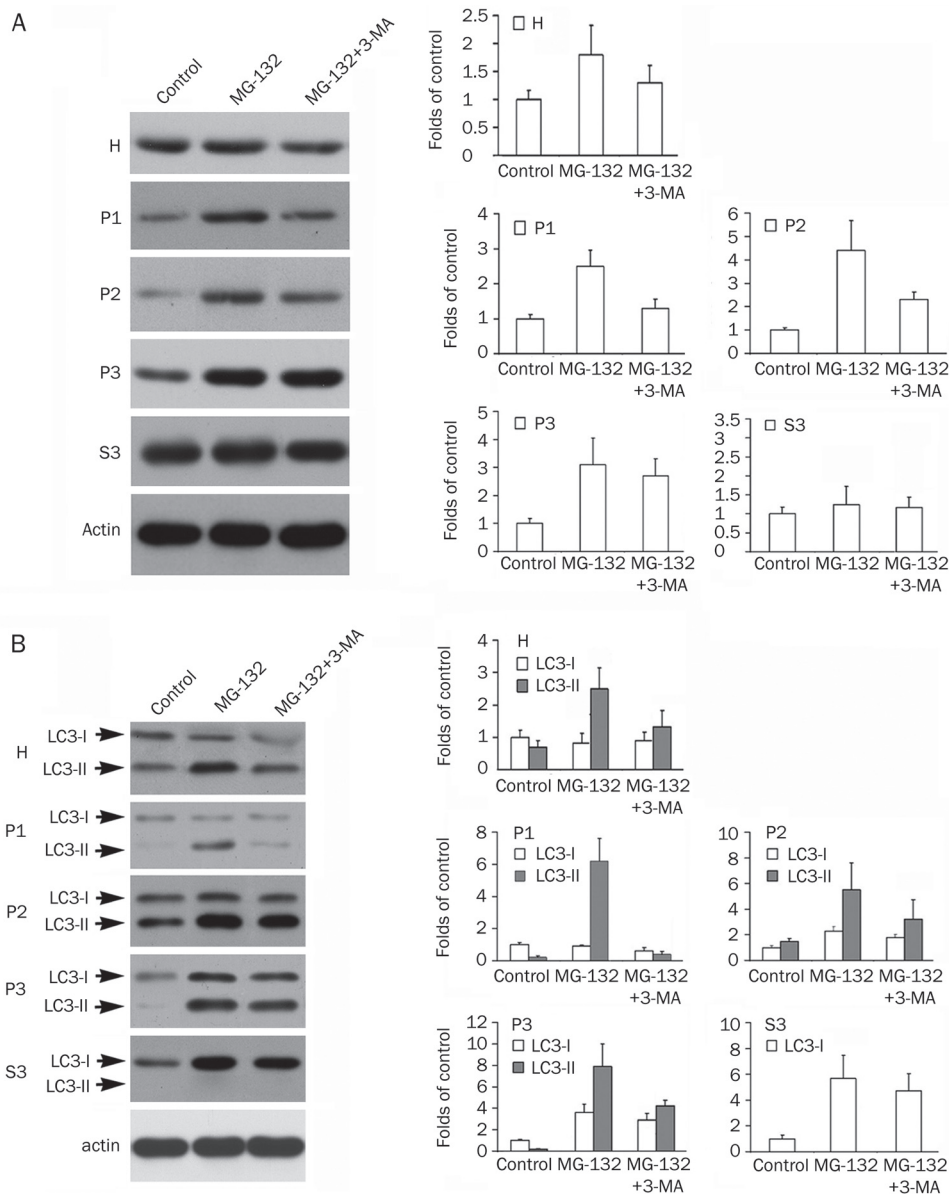 A
Control
MG-132
MG-132+3-MA
H
P1
P2
P3
S3
Actin
H
Folds of control
2.5
2
1.5
1
0.5
0
Control MG-132 MG-132
+3-MA
P1
Folds of control
4
3
2
1
0
Control MG-132 MG-132
+3-MA
P2
6
5
4
3
2
1
0
Control MG-132 MG-132
+3-MA
P3
Folds of control
5
4
3
2
1
0
Control MG-132 MG-132
+3-MA
S3
3.5
3
2.5
2
1.5
1
0.5
0
Control MG-132 MG-132
+3-MA
B
Control
MG-132
MG-132+3-MA
H
LC3-I
LC3-II
P1
LC3-I
LC3-II
P2
LC3-I
LC3-II
P3
LC3-I
LC3-II
S3
LC3-I
LC3-II
actin
H
LC3-I
LC3-II
Folds of control
4
3
2
1
0
Control MG-132 MG-132
+3-MA
P1
LC3-I
LC3-II
Folds of control
8
6
4
2
0
Control MG-132 MG-132
+3-MA
P2
LC3-I
LC3-II
10
8
6
4
2
0
Control MG-132 MG-132
+3-MA
P3
LC3-I
LC3-II
Folds of control
12
10
8
6
4
2
0
Control MG-132 MG-132
+3-MA
S3
LC3-I
10
8
6
4
2
0
Control MG-132 MG-132
+3-MA